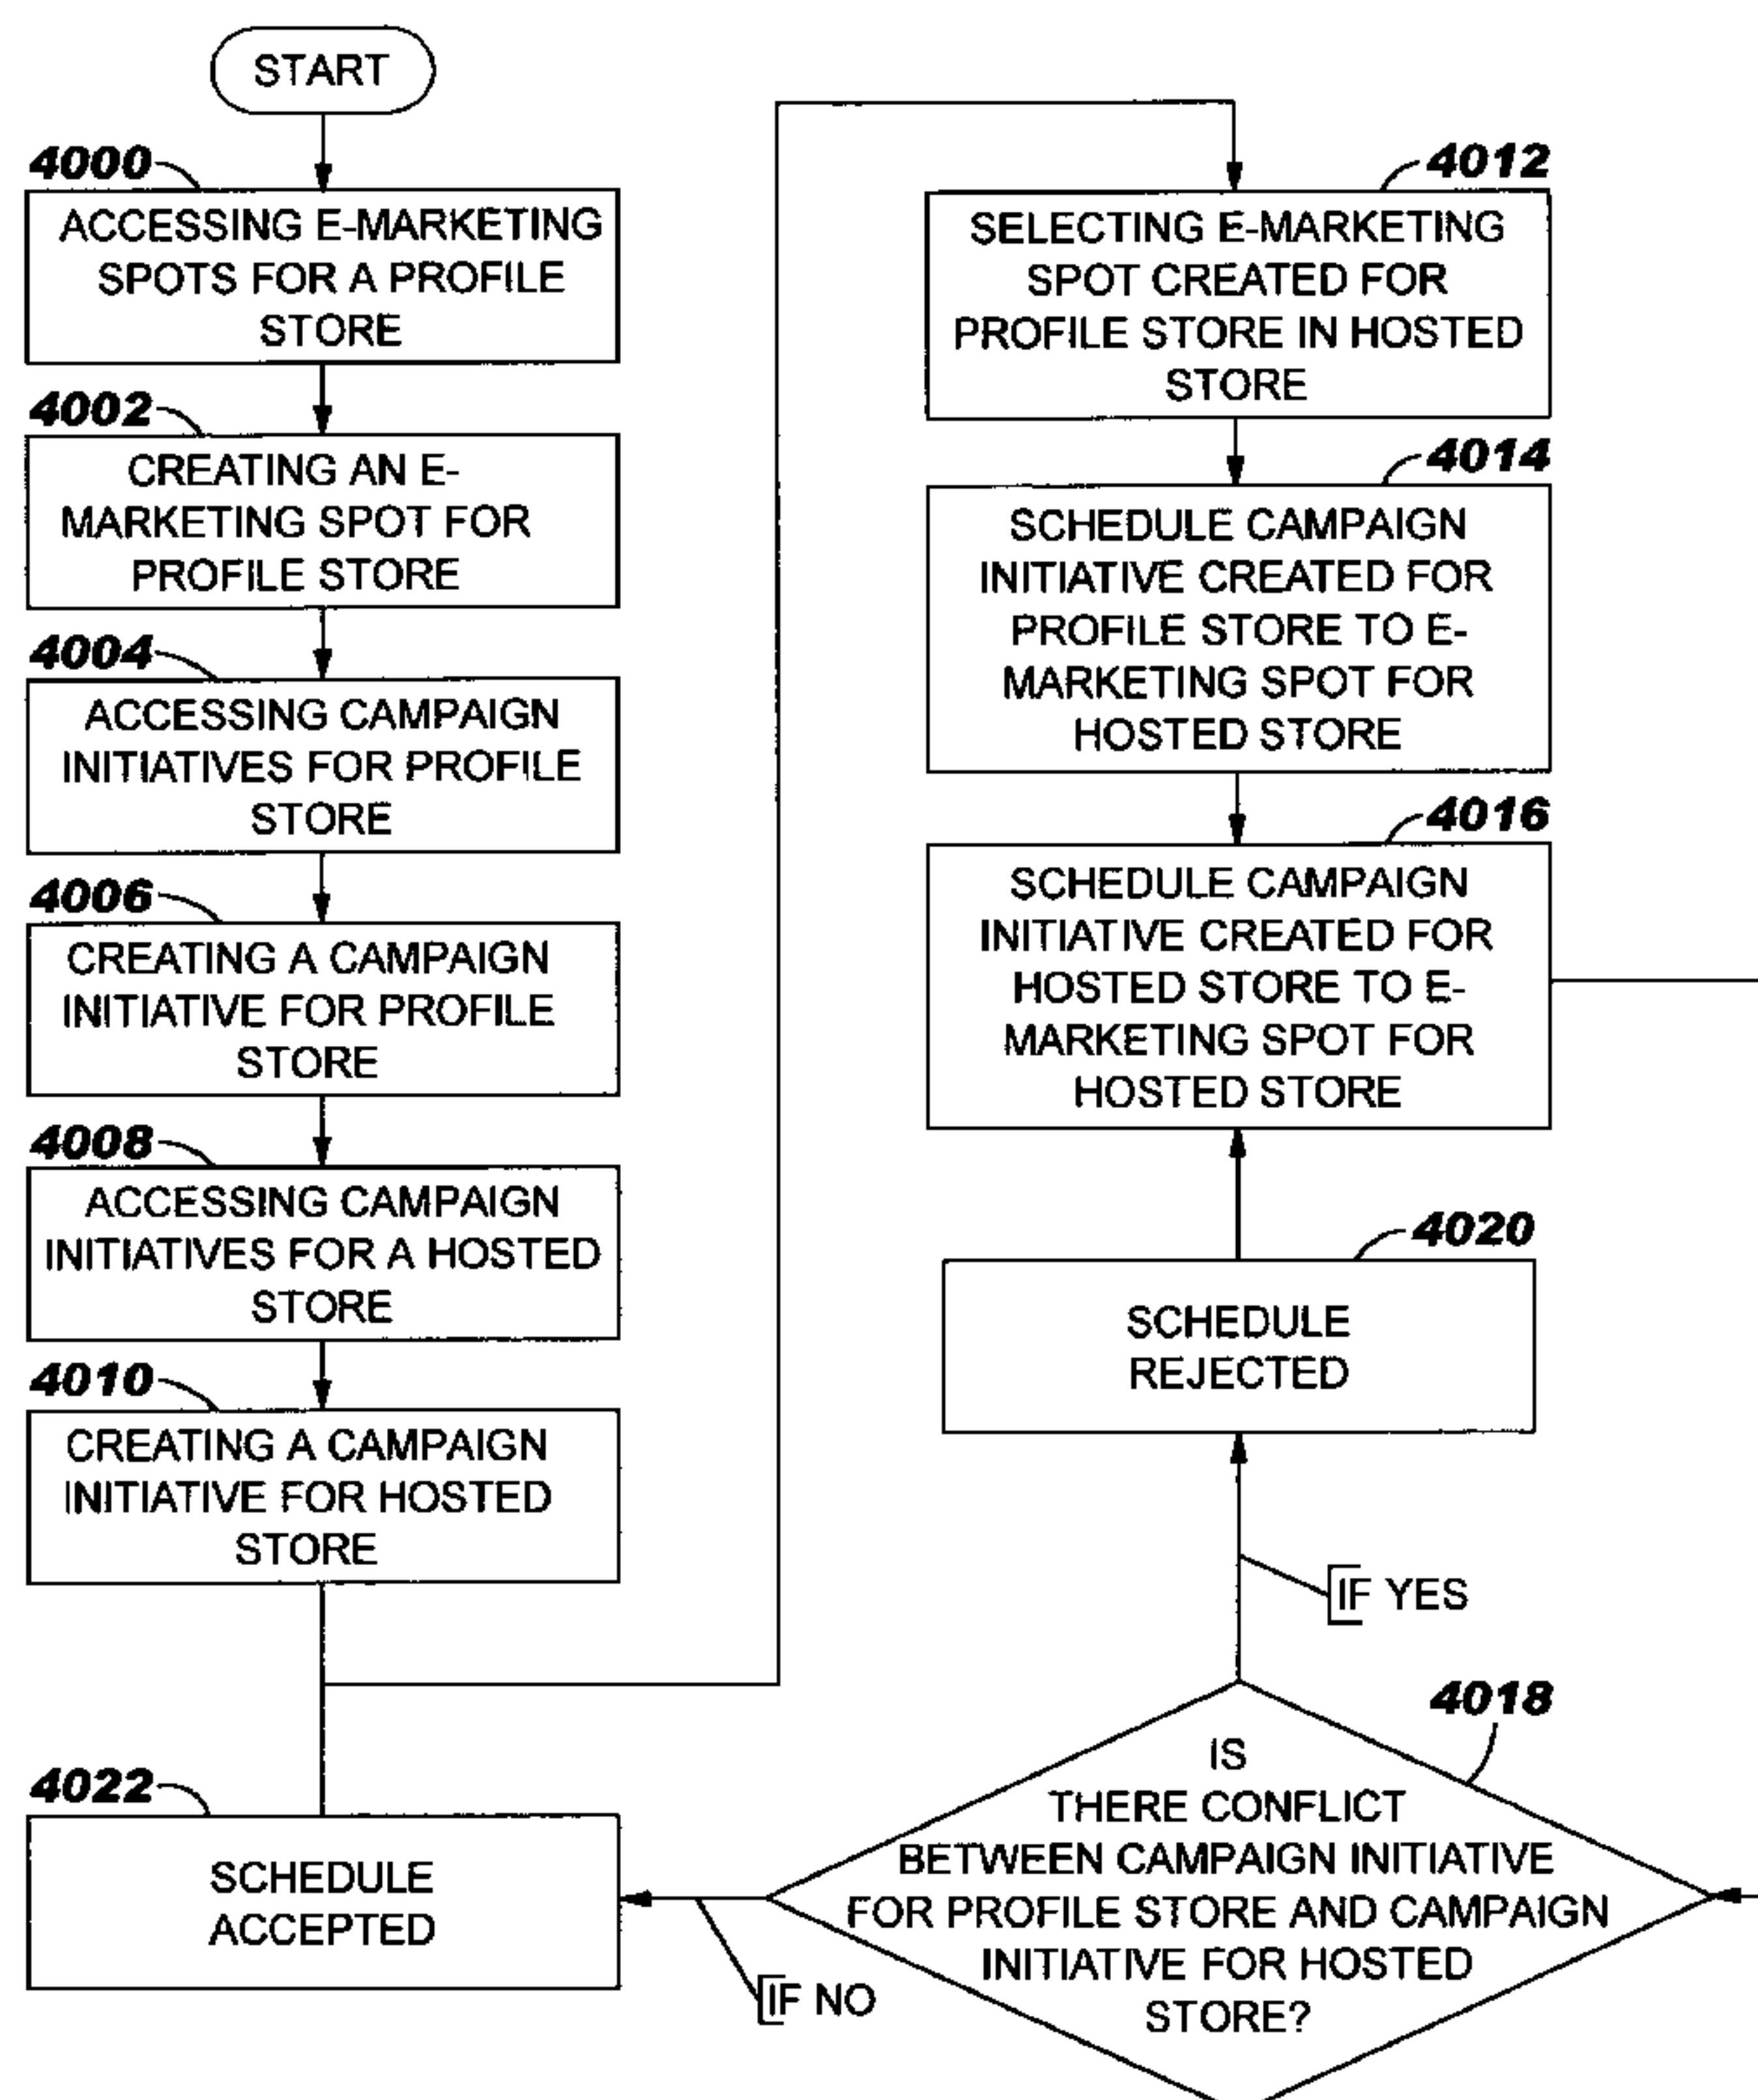 START
4000
ACCESSING E-MARKETING
SPOTS FOR A PROFILE
STORE
4002
CREATING AN E-
MARKETING SPOT FOR
PROFILE STORE
4004
ACCESSING CAMPAIGN
INITIATIVES FOR PROFILE
STORE
4006
CREATING A CAMPAIGN
INITIATIVE FOR PROFILE
STORE
4008
ACCESSING CAMPAIGN
INITIATIVES FOR A HOSTED
STORE
4010
CREATING A CAMPAIGN
INITIATIVE FOR HOSTED
STORE
4012
SELECTING E-MARKETING
SPOT CREATED FOR
PROFILE STORE IN HOSTED
STORE
4014
SCHEDULE CAMPAIGN
INITIATIVE CREATED FOR
PROFILE STORE TO E-
MARKETING SPOT FOR
HOSTED STORE
4016
SCHEDULE CAMPAIGN
INITIATIVE CREATED FOR
HOSTED STORE TO E-
MARKETING SPOT FOR
HOSTED STORE
4020
SCHEDULE
REJECTED
IF YES
4018
IS
THERE CONFLICT
BETWEEN CAMPAIGN INITIATIVE
FOR PROFILE STORE AND CAMPAIGN
INITIATIVE FOR HOSTED
STORE?
IF NO
4022
SCHEDULE
ACCEPTED